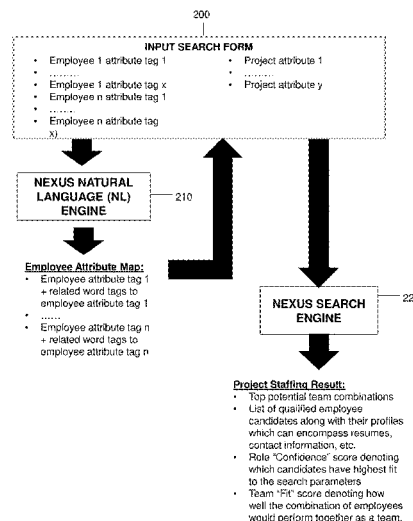 200
INPUT SEARCH FORM
• Employee 1 attribute tag 1
• .........
• Employee 1 attribute tag x
• Employee n attribute tag 1
• .......
• Employee n attribute tag
x)
• Project attribute 1
• .........
• Project attribute y
NEXUS NATURAL
LANGUAGE (NL)
ENGINE
210
Employee Attribute Map:
• Employee attribute tag 1
+ related word tags to
employee attribute tag 1
• ......
• Employee attribute tag n
+ related word tags to
employee attribute tag n
NEXUS SEARCH
ENGINE
22
Project Staffing Result:
• Top potential team combinations
• List of qualified employee
candidates along with their profiles
which can encompass resumes,
contact information, etc.
• Role "Confidence" score denoting
which candidates have highest fit
to the search parameters
• Team "Fit" score denoting how
well the combination of employees
would perform together as a team.